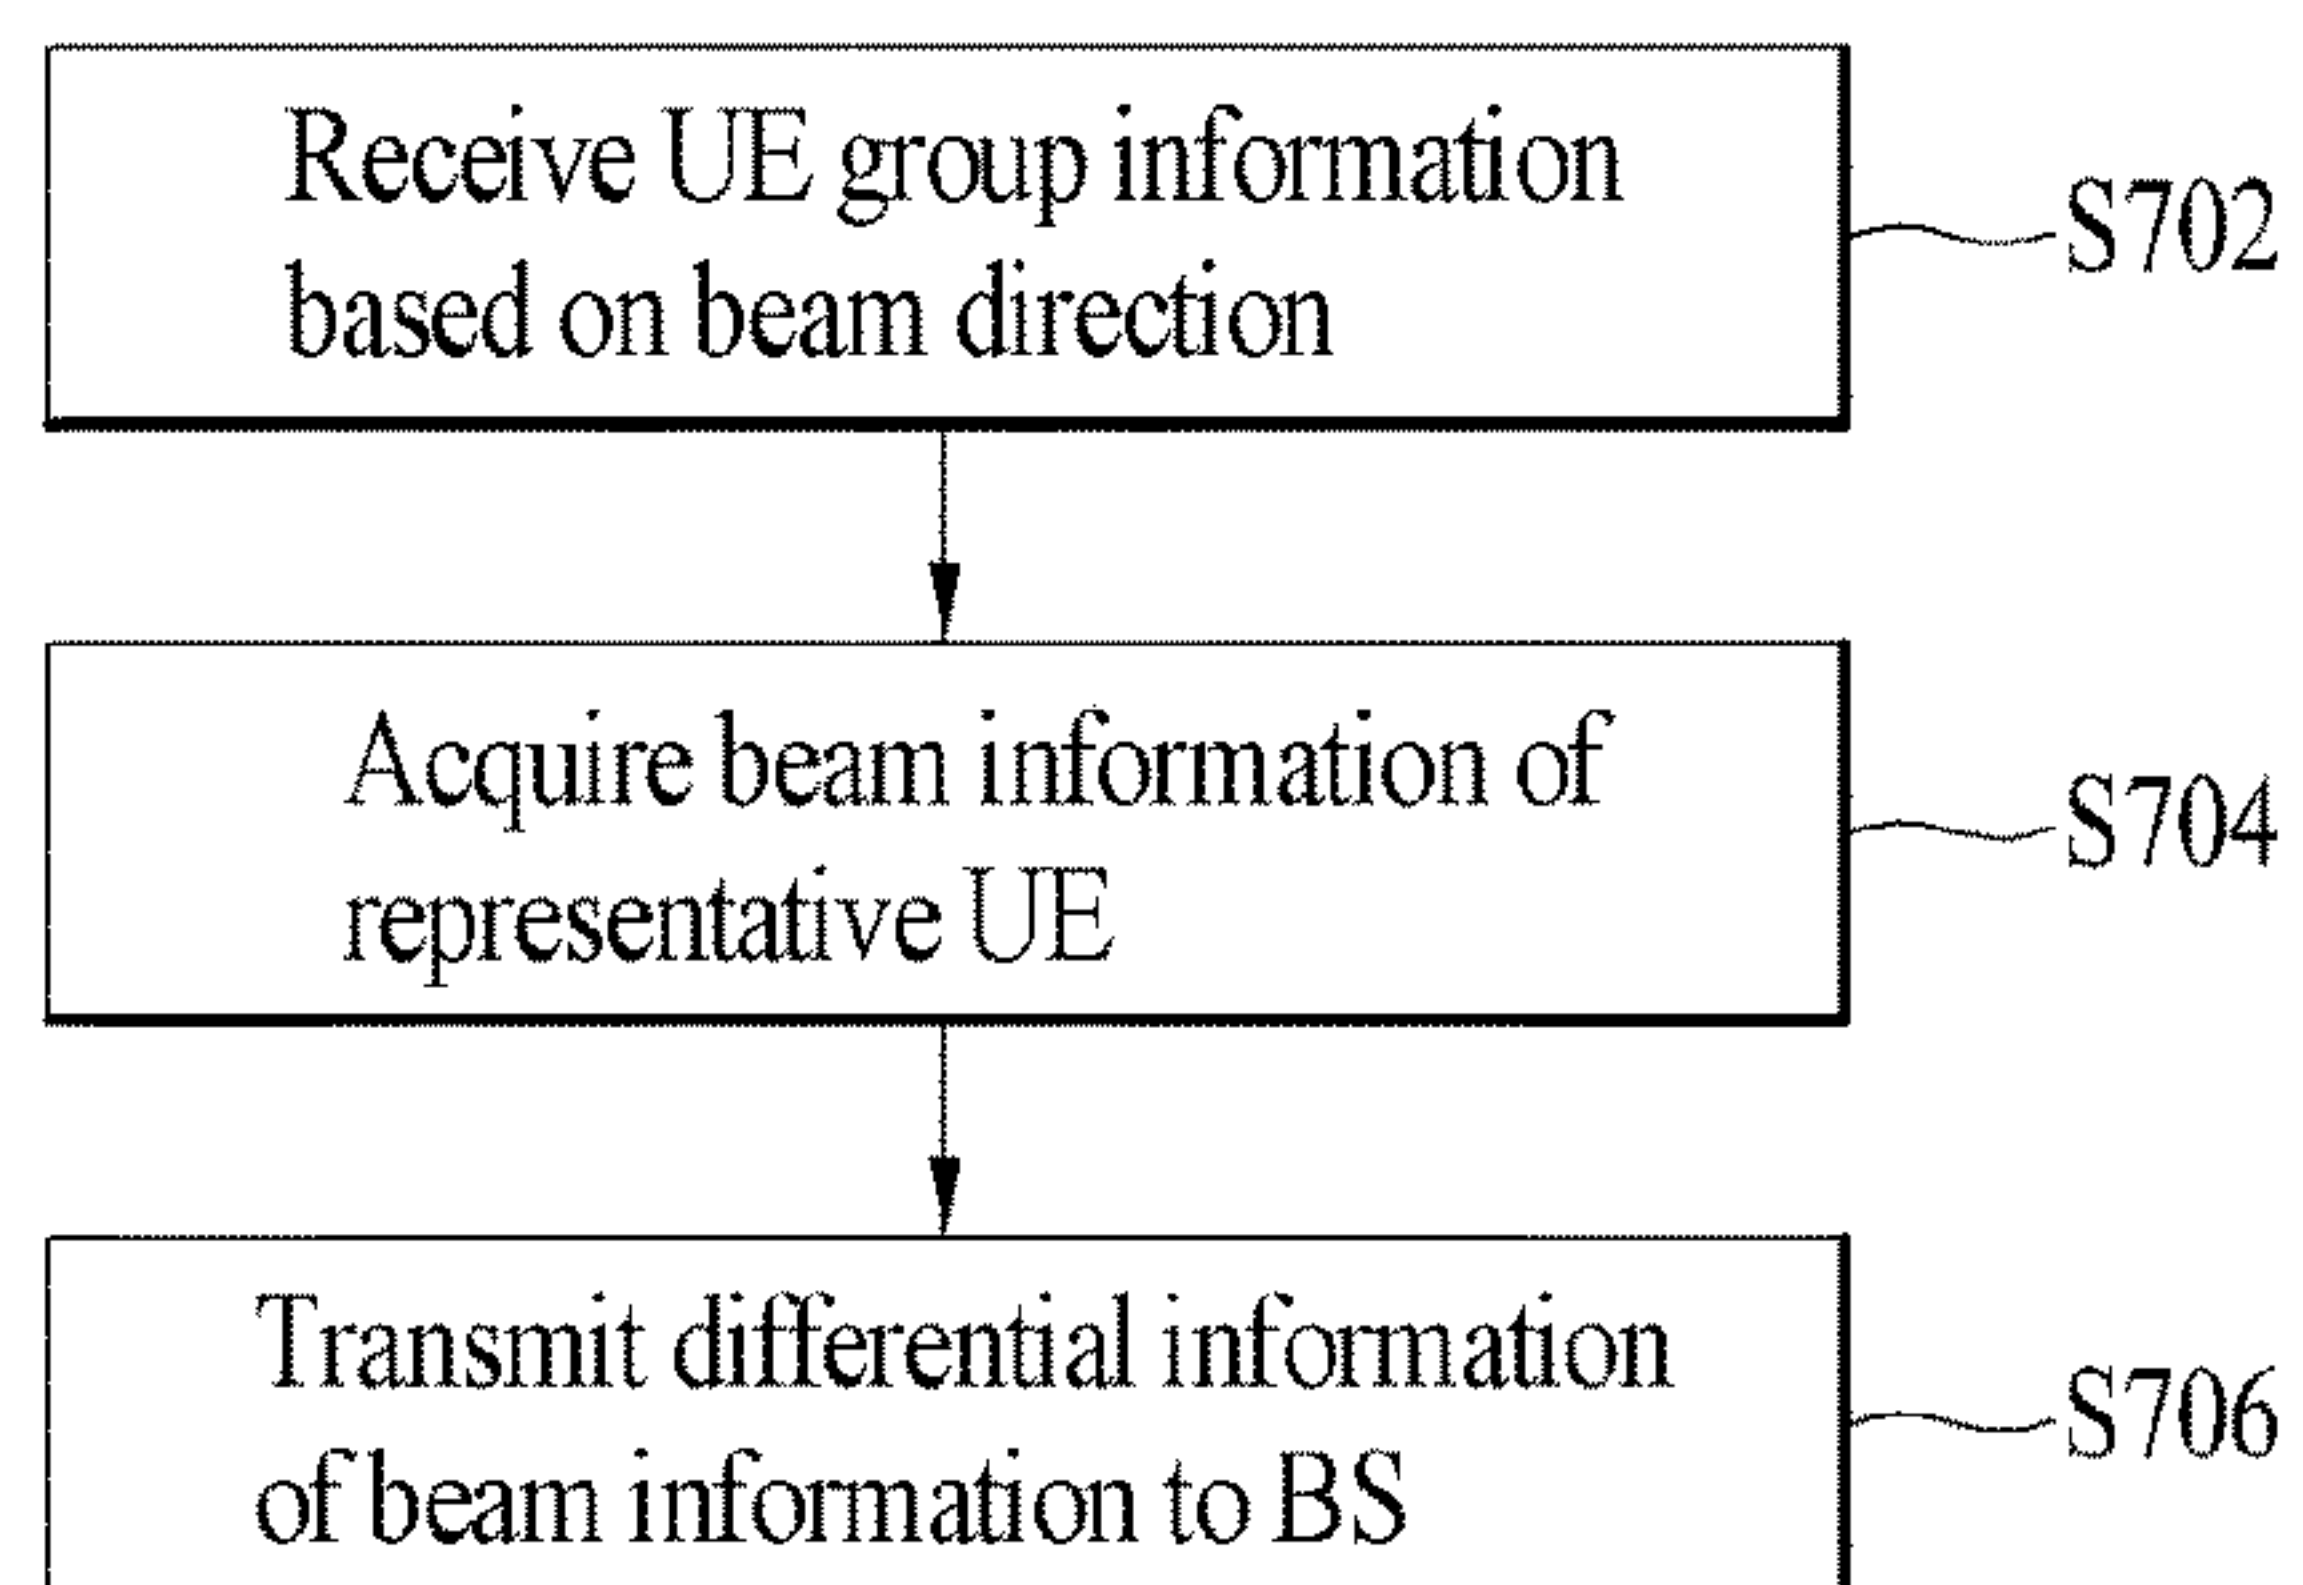 Receive UE group information
based on beam direction
S702
Acquire beam information of
representative UE
S704
Transmit differential information
of beam information to BS
S706